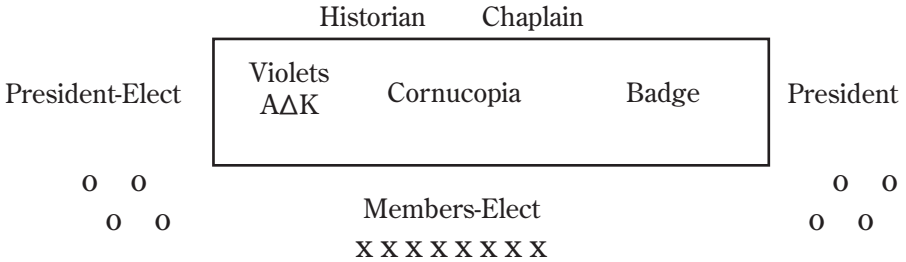 Historian Chaplain
Violets
President-Elect AΔK Cornucopia Badge President
o o o o
Members-Elect
o o o o
x x x x x x x x